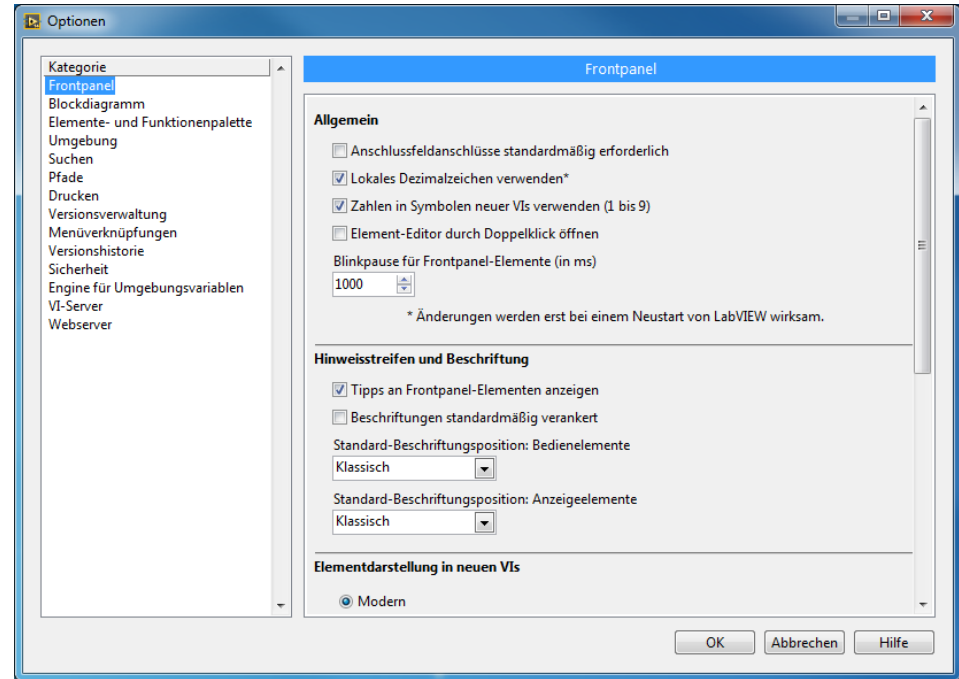 Optionen
Kategorie
Frontpanel
Blockdiagramm
Elemente- und Funktionenpalette
Umgebung
Suchen
Pfade
Drucken
Versionsverwaltung
Menüverknüpfungen
Versionshistorie
Sicherheit
Engine für Umgebungsvariablen
VI-Server
Webserver
Frontpanel
Allgemein
Anschlussfeldanschlüsse standardmäßig erforderlich
Lokales Dezimalzeichen verwenden*
Zahlen in Symbolen neuer VIs verwenden (1 bis 9)
Element-Editor durch Doppelklick öffnen
Blinkpause für Frontpanel-Elemente (in ms)
1000
* Änderungen werden erst bei einem Neustart von LabVIEW wirksam.
Hinweisstreifen und Beschriftung
Tipps an Frontpanel-Elementen anzeigen
Beschriftungen standardmäßig verankert
Standard-Beschriftungsposition: Bedienelemente
Klassisch
Standard-Beschriftungsposition: Anzeigeelemente
Klassisch
Elementdarstellung in neuen VIs
Modern
OK Abbrechen Hilfe